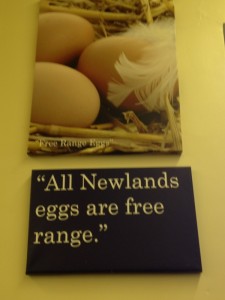 "Free Range Eggs"
“All Newlands
eggs are free
range.”